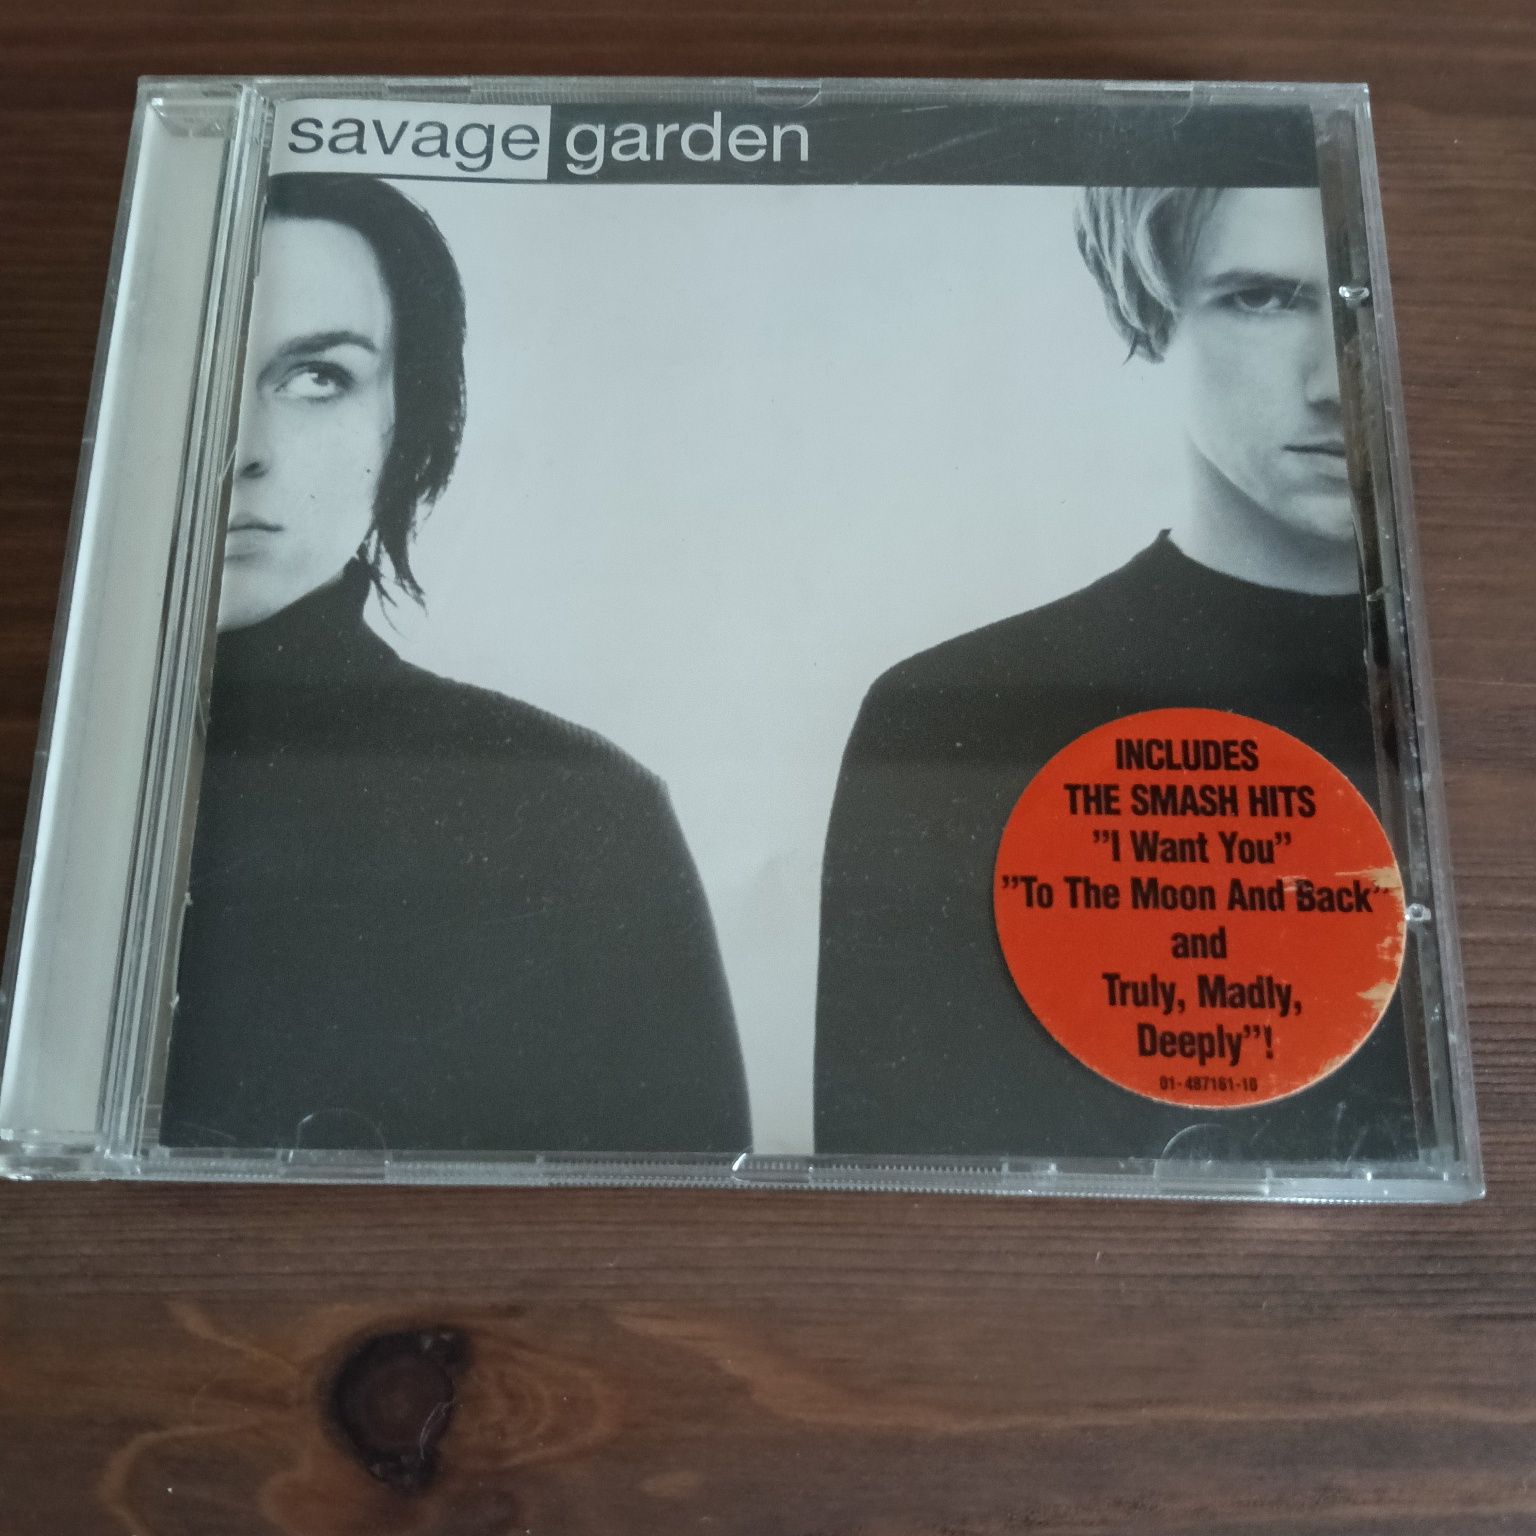 savage garden
INCLUDES
THE SMASH HITS
”I Want You”
”To The Moon And Back”
and
Truly, Madly,
Deeply”!
01-487161-10